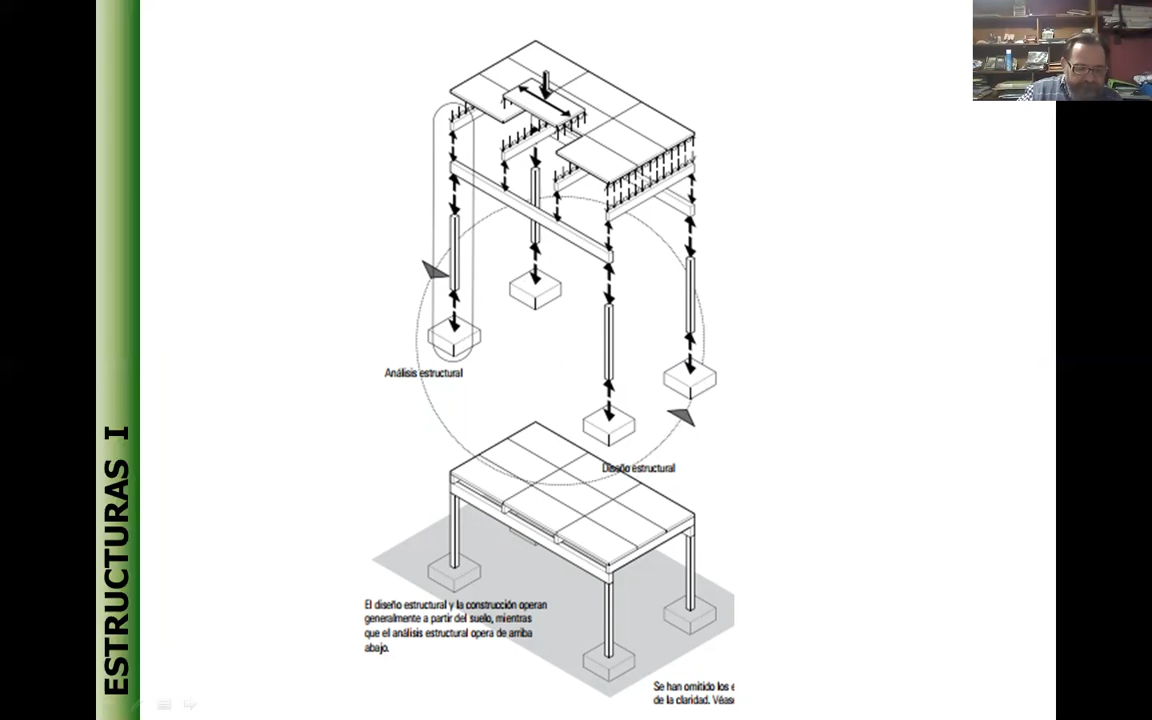 ESTRUCTURAS I
Análisis estructural
Diseño estructural
El diseño estructural y la construcción operan
generalmente a partir del suelo, mientras
que el análisis estructural opera de arriba
abajo.
Se han omitido los e
de la claridad. Véas